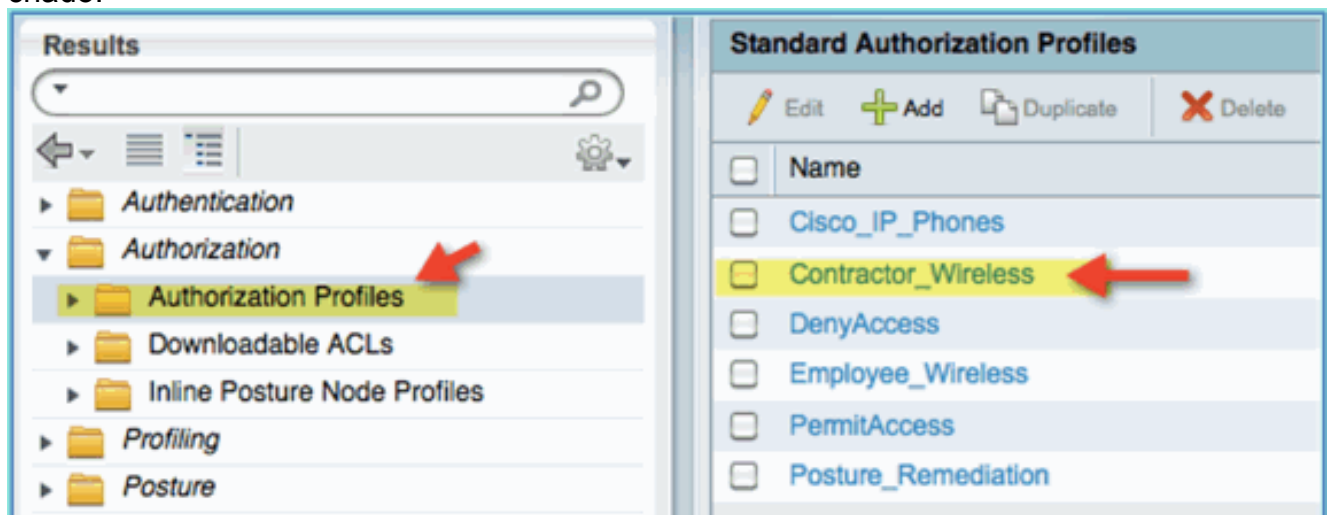 Results
Authentication
Authorization
Authorization Profiles
Downloadable ACLs
Inline Posture Node Profiles
Profiling
Posture
Standard Authorization Profiles
Edit Add Duplicate Delete
Name
Cisco_IP_Phones
Contractor_Wireless
DenyAccess
Employee_Wireless
PermitAccess
Posture_Remediation